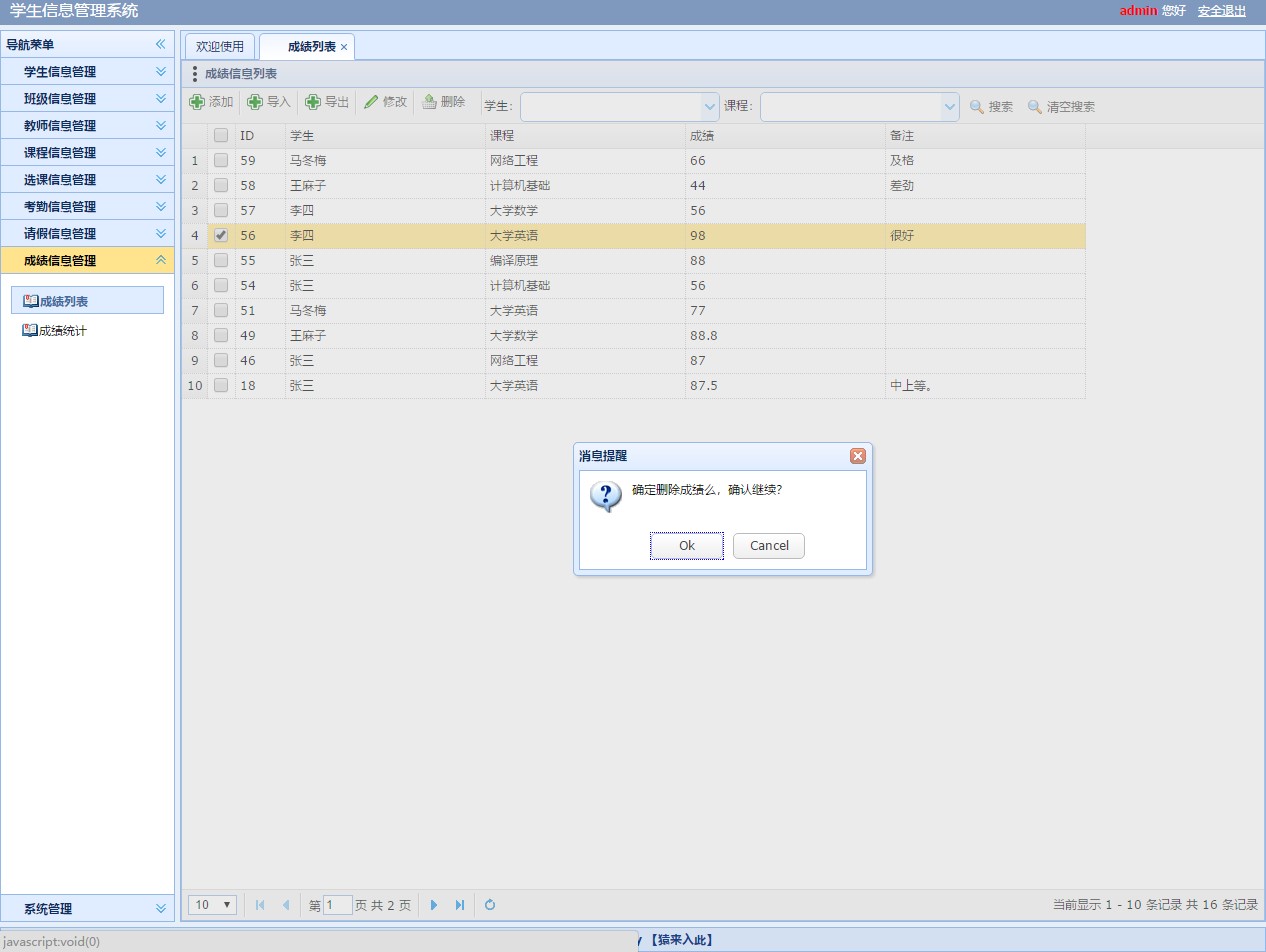 学生信息管理系统
admin 您好 安全退出
导航菜单
学生信息管理
班级信息管理
教师信息管理
课程信息管理
选课信息管理
考勤信息管理
请假信息管理
成绩信息管理
成绩列表
成绩统计
系统管理
欢迎使用 成绩列表
成绩信息列表
添加 导入 导出 修改 删除 学生: 课程: 搜索 清空搜索
ID 学生 课程 成绩 备注
1 59 马冬梅 网络工程 66 及格
2 58 王麻子 计算机基础 44 差劲
3 57 李四 大学数学 56
4 56 李四 大学英语 98 很好
5 55 张三 编译原理 88
6 54 张三 计算机基础 56
7 51 马冬梅 大学英语 77
8 49 王麻子 大学数学 88.8
9 46 张三 网络工程 87
10 18 张三 大学英语 87.5 中上等。
消息提醒
确定删除成绩么，确认继续?
Ok Cancel
10 第 1 页 共 2 页 当前显示 1 - 10 条记录 共 16 条记录
javascript:void(0) 【猿来入此】